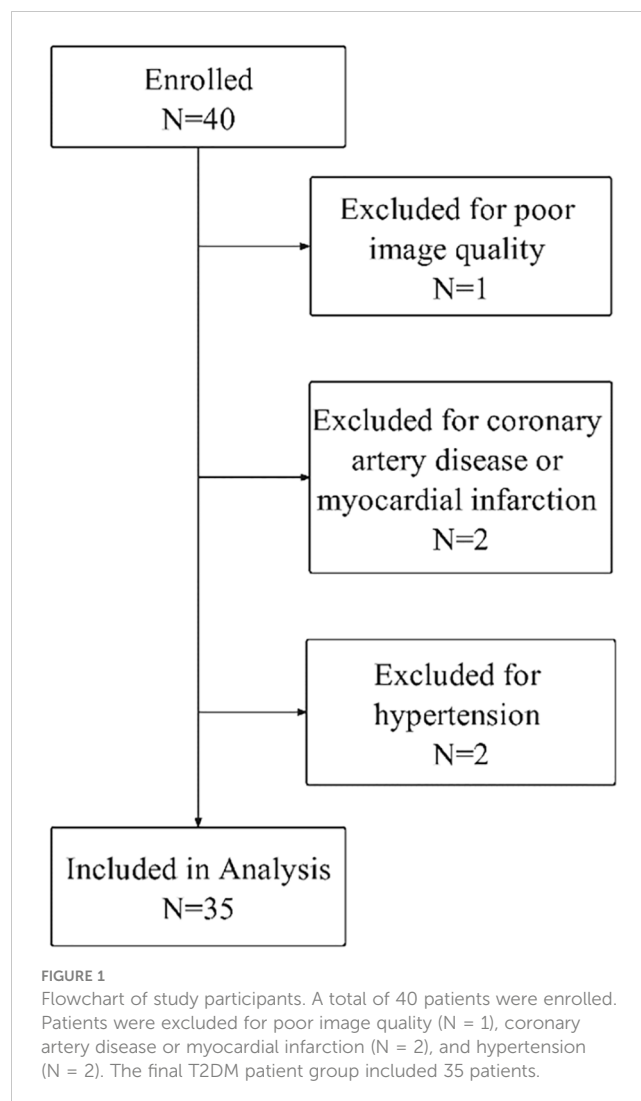 Enrolled
N=40
Excluded for poor
image quality
N=1
Excluded for coronary
artery disease or
myocardial infarction
N=2
Excluded for
hypertension
N=2
Included in Analysis
N=35
FIGURE 1
Flowchart of study participants. A total of 40 patients were enrolled.
Patients were excluded for poor image quality (N = 1), coronary
artery disease or myocardial infarction (N = 2), and hypertension
(N = 2). The final T2DM patient group included 35 patients.